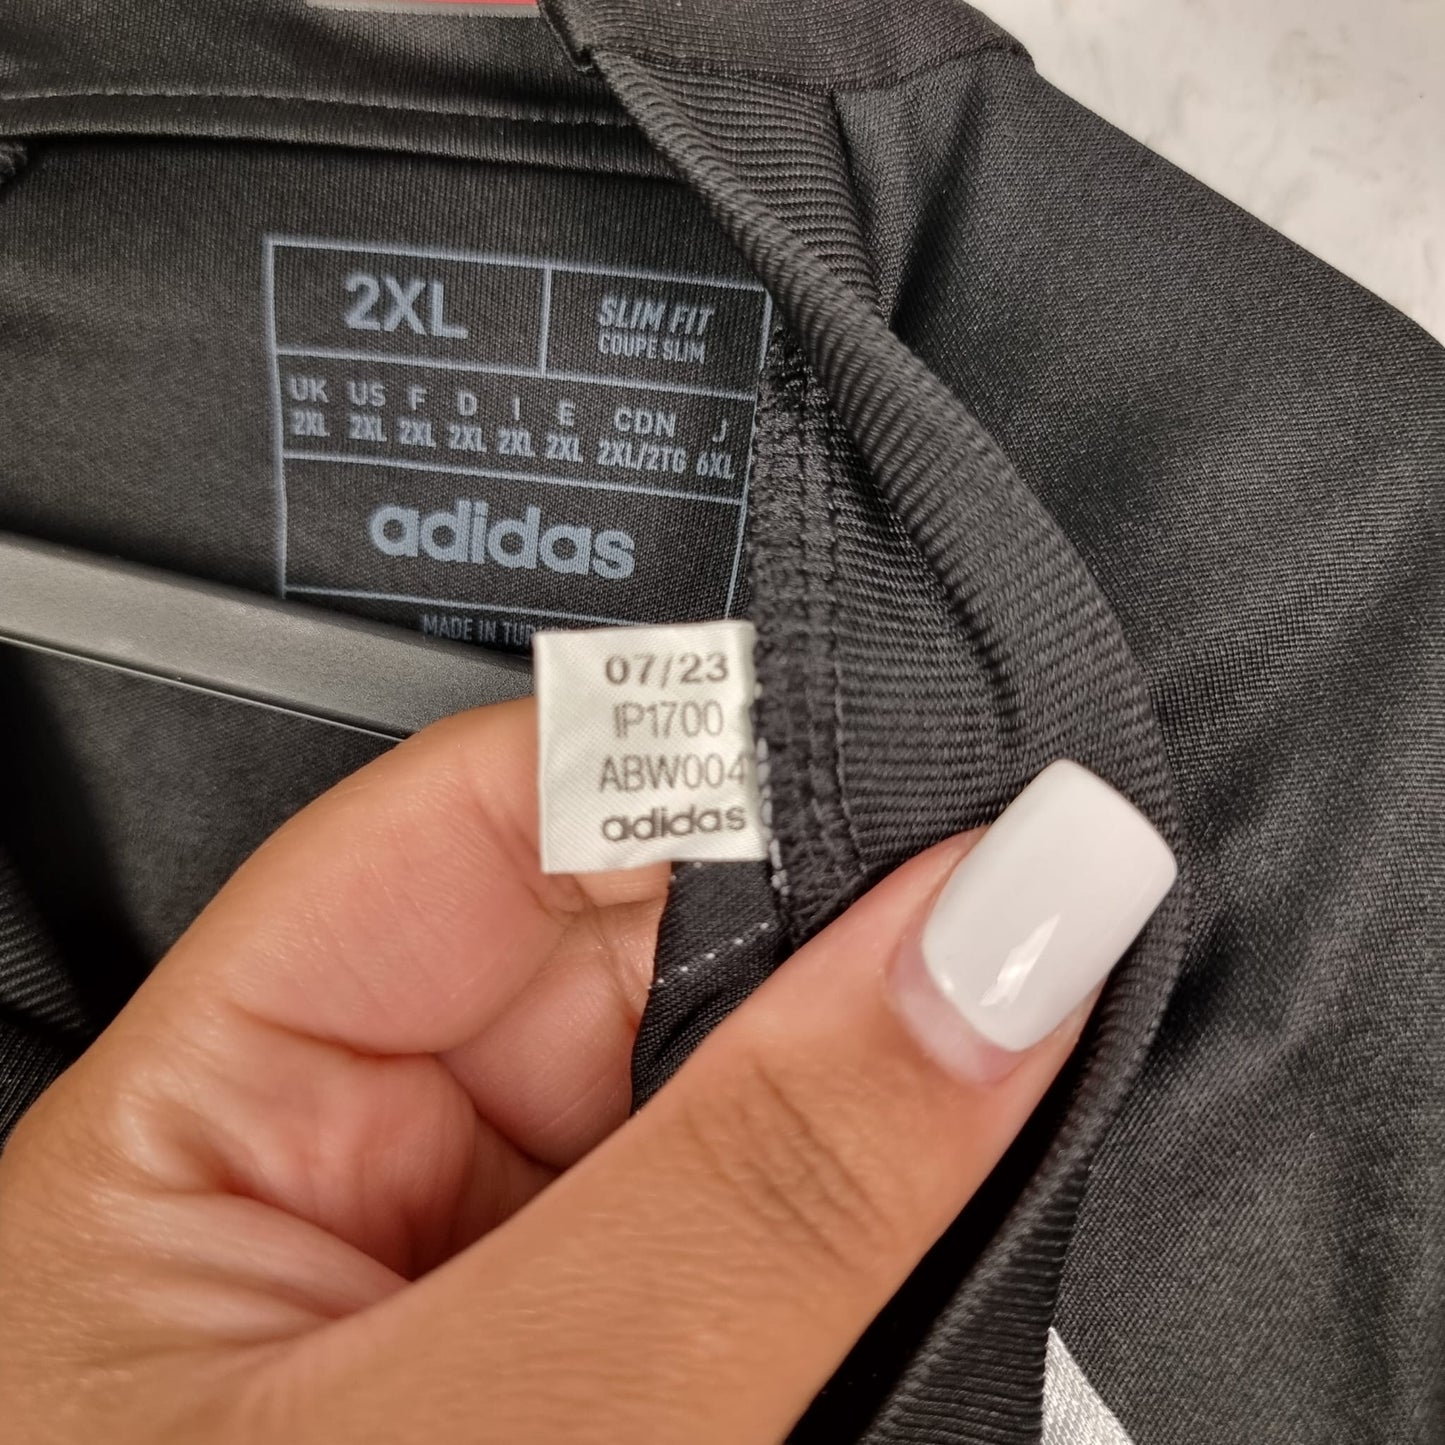 2XL
SLIM FIT
COUPE SLIM
UK US F D I E CDN J
2XL 2XL 2XL 2XL 2XL 2XL 2XL/2TG 6XL
adidas
MADE IN
07/23
IP1700
ABW004
adidas